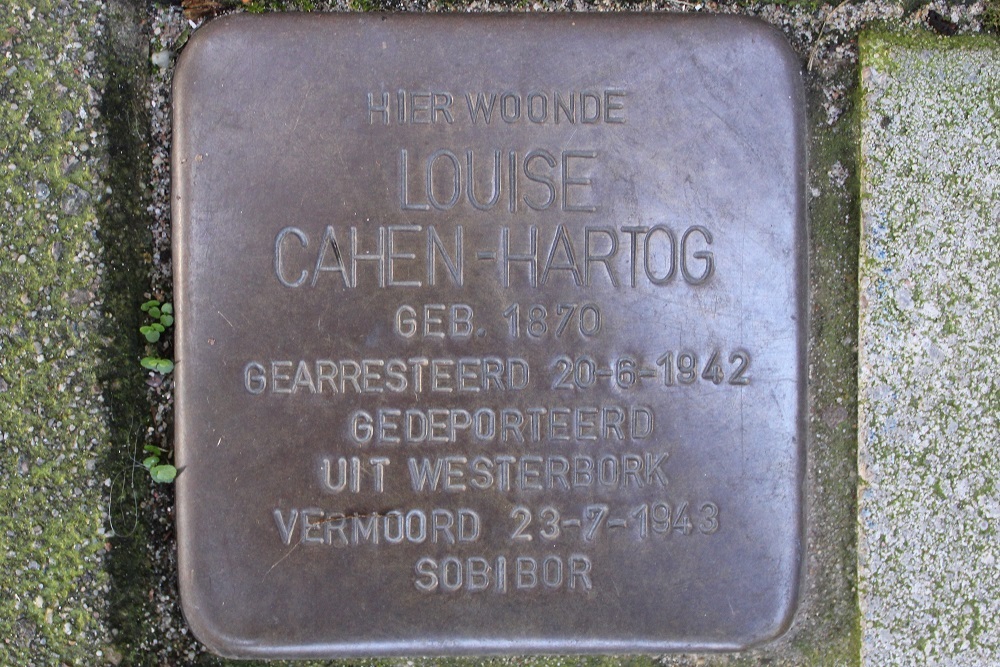 HIER WOONDE
LOUISE
CAHEN-HARTOG
GEB. 1870
GEARRESTEERD 20-6-1942
GEDEPORTEERD
UIT WESTERBORK
VERMOORD 23-7-1943
SOBIBOR